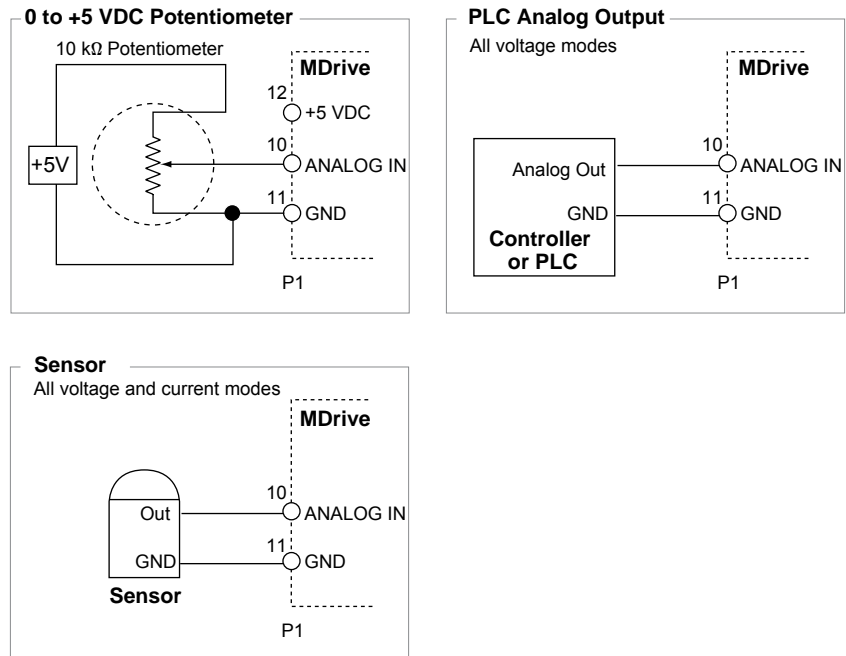 0 to +5 VDC Potentiometer
10 kΩ Potentiometer
MDrive
12
+5 VDC
10
+5V
ANALOG IN
11
GND
P1
PLC Analog Output
All voltage modes
MDrive
10
Analog Out
ANALOG IN
11
GND
GND
Controller
or PLC
P1
Sensor
All voltage and current modes
MDrive
10
Out
ANALOG IN
11
GND
GND
Sensor
P1